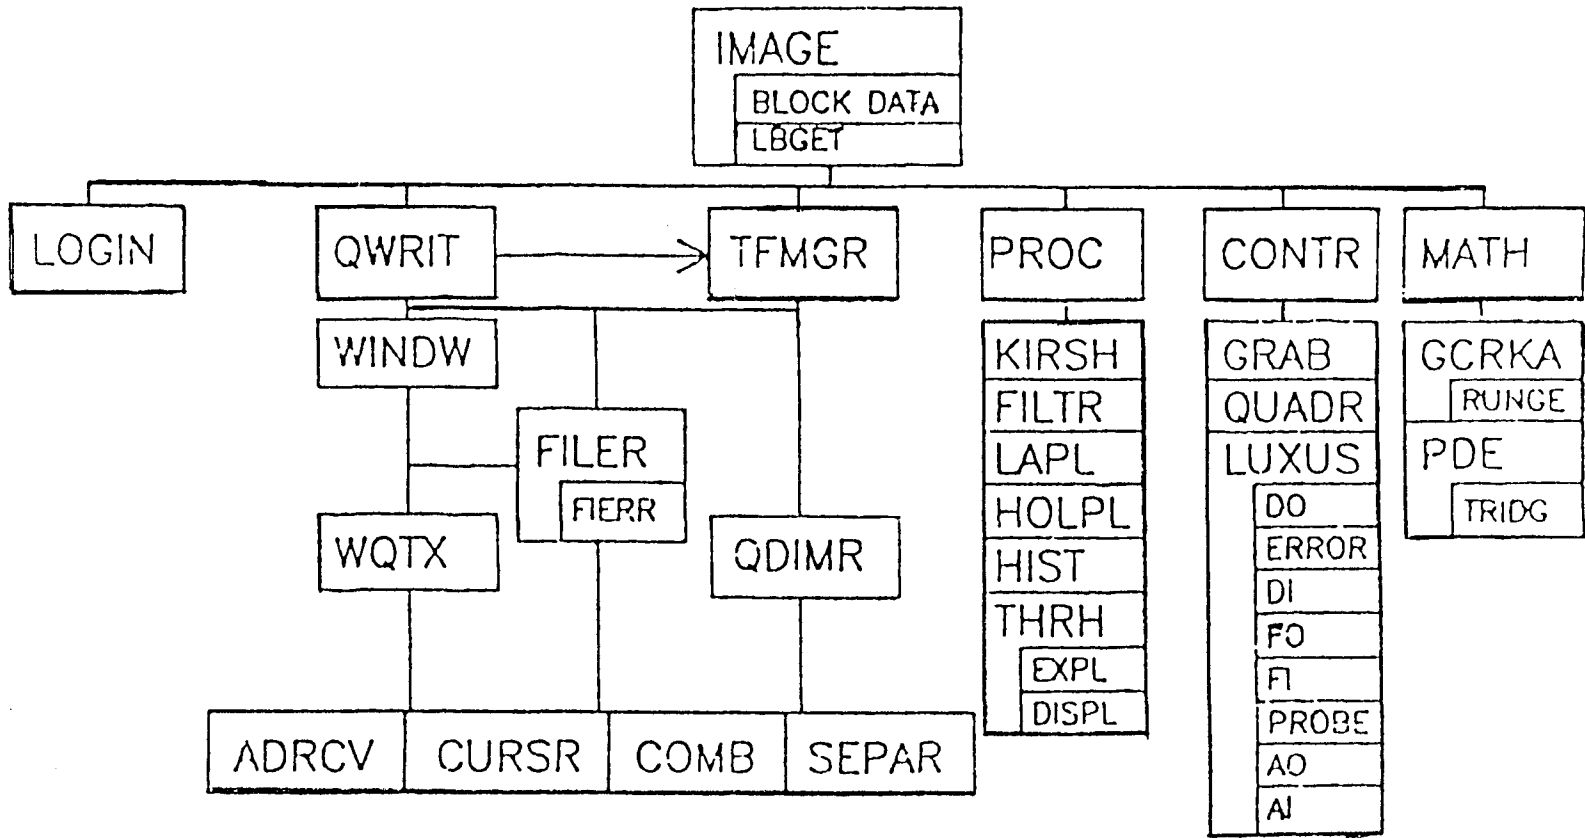 IMAGE
BLOCK DATA
LBGET
LOGIN
QWRIT
TFMGR
PROC
CONTR
MATH
WINDW
FILER
FIERR
WQTX
QDIMR
KIRSH
FILTR
LAPL
HOLPL
HIST
THRH
EXPL
DISPL
GRAB
QUADR
LUXUS
DO
ERROR
DI
FO
FI
PROBE
AO
AI
GCRKA
RUNGE
PDE
TRIDG
ADRCV
CURSR
COMB
SEPAR